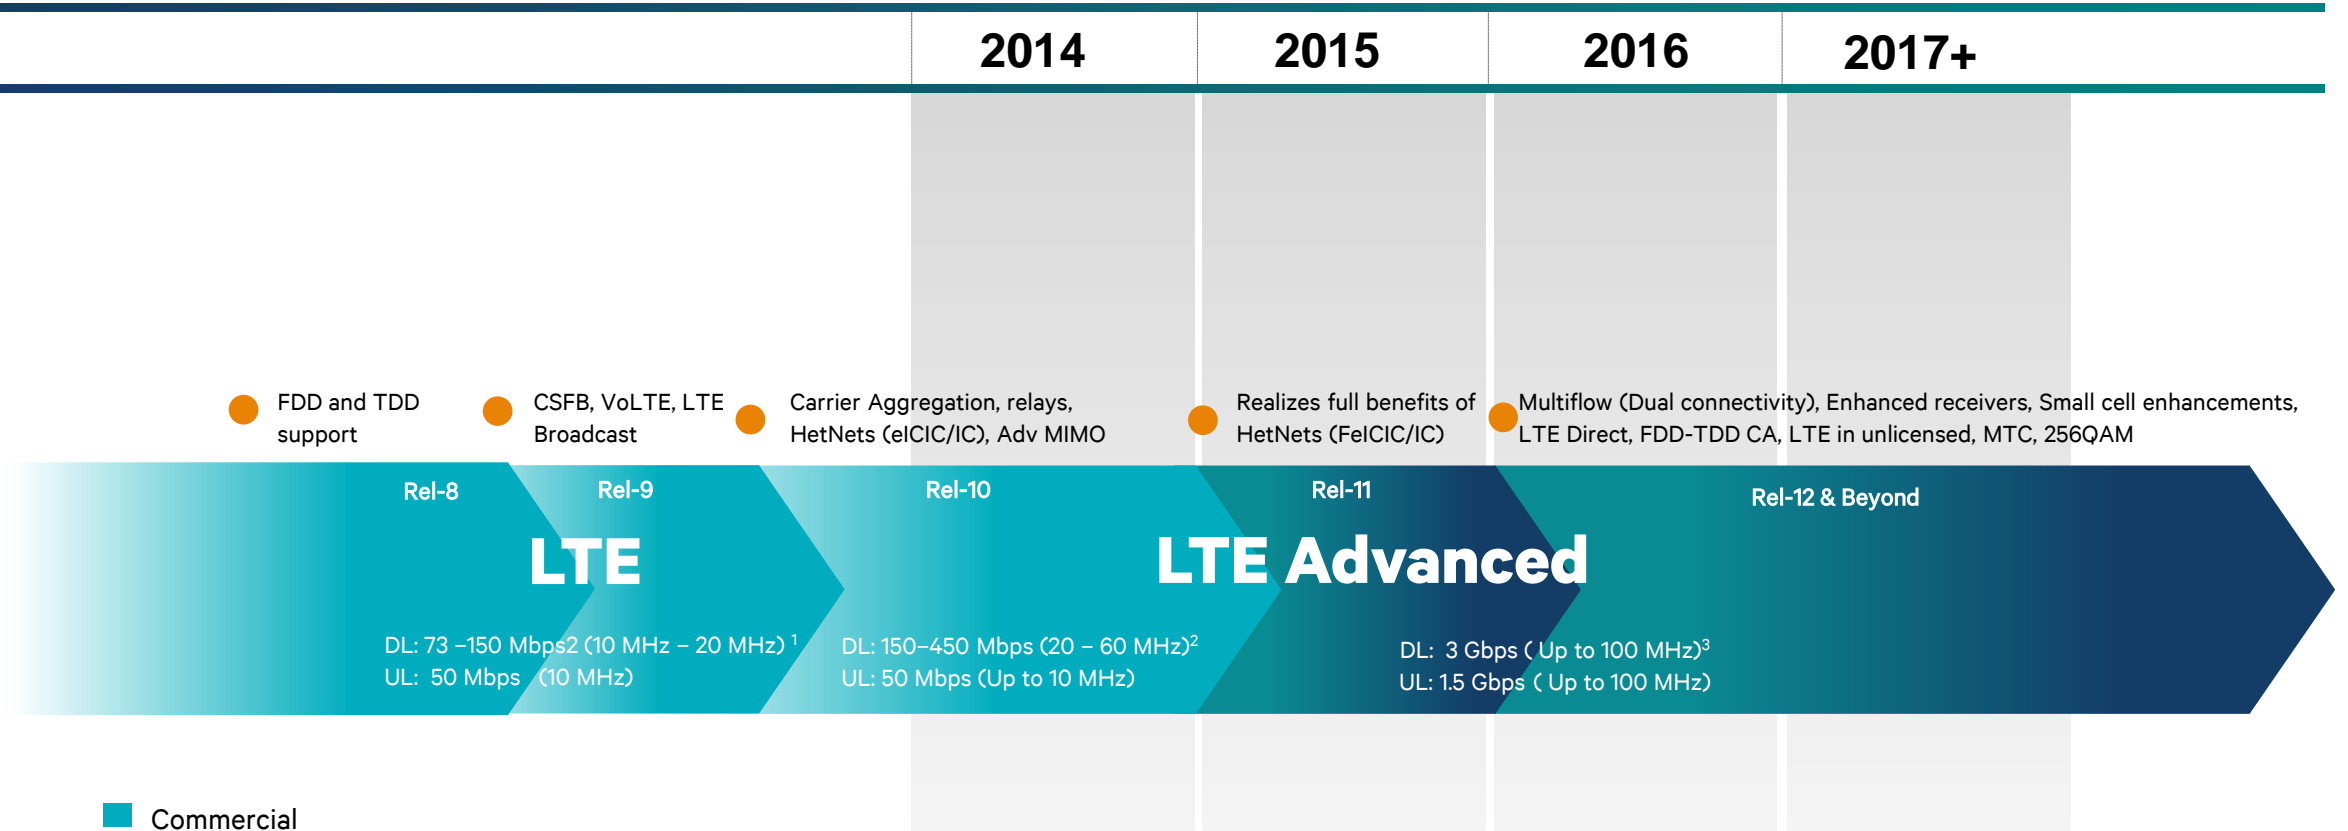 2014
2015
2016
2017+
FDD and TDD
support
CSFB, VoLTE, LTE
Broadcast
Carrier Aggregation, relays,
HetNets (eICIC/IC), Adv MIMO
Realizes full benefits of
HetNets (FeICIC/IC)
Multiflow (Dual connectivity), Enhanced receivers, Small cell enhancements,
LTE Direct, FDD-TDD CA, LTE in unlicensed, MTC, 256QAM
Rel-8
Rel-9
Rel-10
Rel-11
Rel-12 & Beyond
LTE
LTE Advanced
DL: 73 –150 Mbps2 (10 MHz – 20 MHz) 1
UL: 50 Mbps (10 MHz)
DL: 150–450 Mbps (20 – 60 MHz)2
UL: 50 Mbps (Up to 10 MHz)
DL: 3 Gbps ( Up to 100 MHz)3
UL: 1.5 Gbps ( Up to 100 MHz)
Commercial